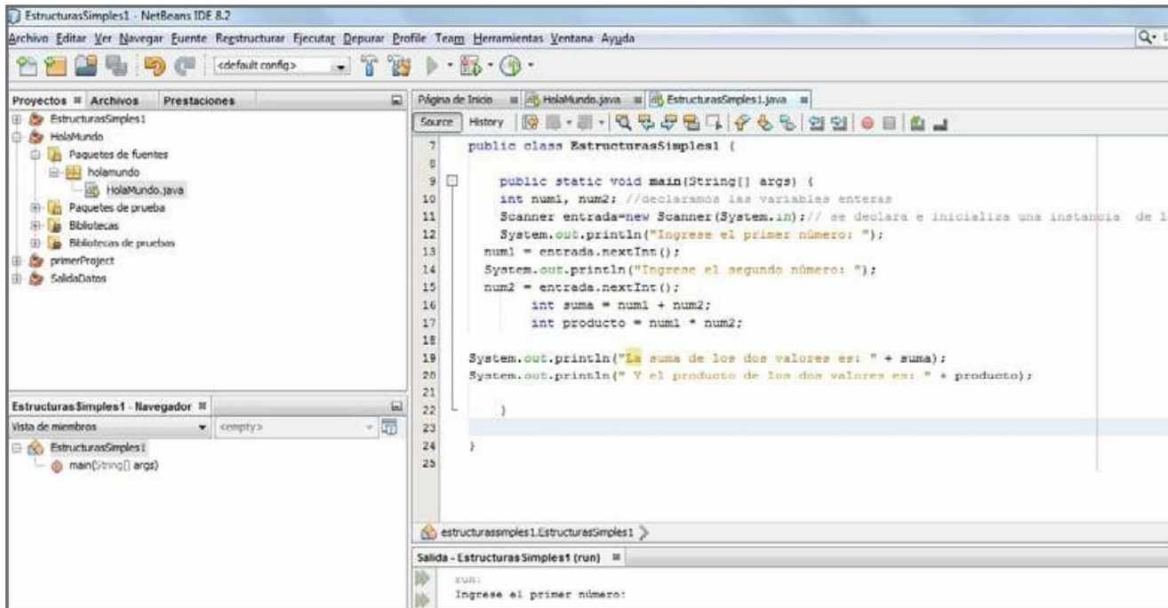 EstructurasSimples1 - NetBeans IDE 8.2
Archivo Editar Ver Navegar Fuente Reestructurar Ejecutar Depurar Profile Team Herramientas Ventana Ayuda
<default config>
Proyectos Archivos Prestaciones
EstructurasSimples1
HolaMundo
Paquetes de fuentes
holamundo
HolaMundo.java
Paquetes de prueba
Bibliotecas
Bibliotecas de pruebas
primerProject
SalidaDatos
EstructurasSimples1 - Navegador
Vista de miembros <empty>
EstructurasSimples1
main(String[] args)
Página de Inicio HolaMundo.java EstructurasSimples1.java
Source History
7 public class EstructurasSimples1 {
8
9 public static void main(String[] args) {
10 int num1, num2; //declaramos las variables enteras
11 Scanner entrada=new Scanner(System.in);// se declara e inicializa una instancia de l
12 System.out.println("Ingrese el primer número: ");
13 num1 = entrada.nextInt();
14 System.out.println("Ingrese el segundo número: ");
15 num2 = entrada.nextInt();
16 int suma = num1 + num2;
17 int producto = num1 * num2;
18
19 System.out.println("La suma de los dos valores es: " + suma);
20 System.out.println(" Y el producto de los dos valores es: " + producto);
21
22 }
23
24 }
25
estructurassimples1.EstructurasSimples1
Salida - EstructurasSimples1 (run)
run:
Ingrese el primer número: